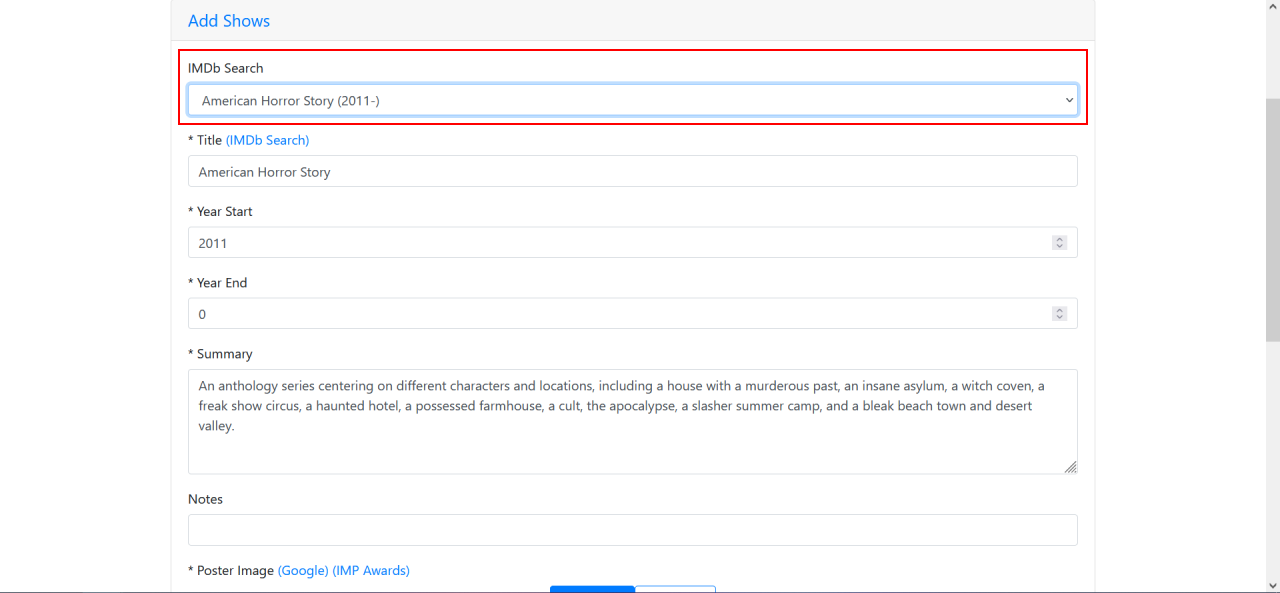 Add Shows
IMDb Search
American Horror Story (2011-)
* Title (IMDb Search)
American Horror Story
* Year Start
2011
* Year End
0
* Summary
An anthology series centering on different characters and locations, including a house with a murderous past, an insane asylum, a witch coven, a
freak show circus, a haunted hotel, a possessed farmhouse, a cult, the apocalypse, a slasher summer camp, and a bleak beach town and desert
valley.
Notes
* Poster Image (Google) (IMP Awards)